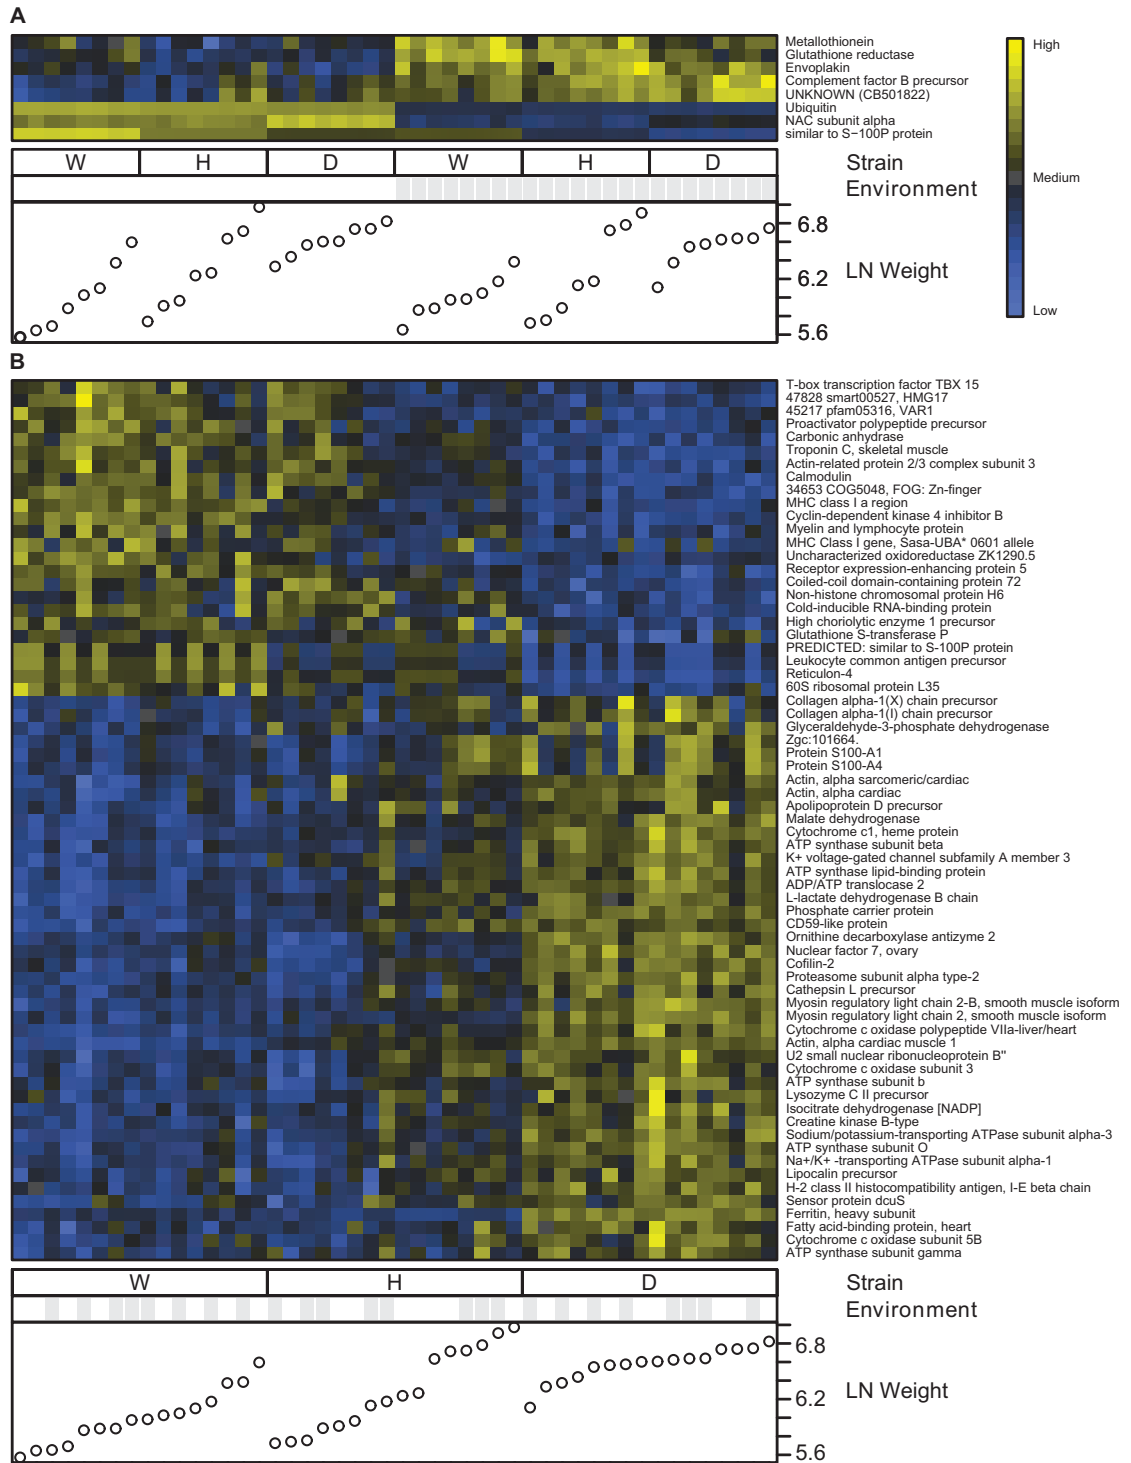 A
Metallothionein
Glutathione reductase
Envoplakin
Complement factor B precursor
UNKNOWN (CB501822)
Ubiquitin
NAC subunit alpha
similar to S−100P protein
High
Medium
Low
W H D W H D
Strain
Environment
6.8
6.2
5.6
LN Weight
B
T-box transcription factor TBX 15
47828 smart00527, HMG17
45217 pfam05316, VAR1
Proactivator polypeptide precursor
Carbonic anhydrase
Troponin C, skeletal muscle
Actin-related protein 2/3 complex subunit 3
Calmodulin
34653 COG5048, FOG: Zn-finger
MHC class I a region
Cyclin-dependent kinase 4 inhibitor B
Myelin and lymphocyte protein
MHC Class I gene, Sasa-UBA* 0601 allele
Uncharacterized oxidoreductase ZK1290.5
Receptor expression-enhancing protein 5
Coiled-coil domain-containing protein 72
Non-histone chromosomal protein H6
Cold-inducible RNA-binding protein
High choriolytic enzyme 1 precursor
Glutathione S-transferase P
PREDICTED: similar to S-100P protein
Leukocyte common antigen precursor
Reticulon-4
60S ribosomal protein L35
Collagen alpha-1(X) chain precursor
Collagen alpha-1(I) chain precursor
Glyceraldehyde-3-phosphate dehydrogenase
Zgc:101664.
Protein S100-A1
Protein S100-A4
Actin, alpha sarcomeric/cardiac
Actin, alpha cardiac
Apolipoprotein D precursor
Malate dehydrogenase
Cytochrome c1, heme protein
ATP synthase subunit beta
K+ voltage-gated channel subfamily A member 3
ATP synthase lipid-binding protein
ADP/ATP translocase 2
L-lactate dehydrogenase B chain
Phosphate carrier protein
CD59-like protein
Ornithine decarboxylase antizyme 2
Nuclear factor 7, ovary
Cofilin-2
Proteasome subunit alpha type-2
Cathepsin L precursor
Myosin regulatory light chain 2-B, smooth muscle isoform
Myosin regulatory light chain 2, smooth muscle isoform
Cytochrome c oxidase polypeptide VIIa-liver/heart
Actin, alpha cardiac muscle 1
U2 small nuclear ribonucleoprotein B"
Cytochrome c oxidase subunit 3
ATP synthase subunit b
Lysozyme C II precursor
Isocitrate dehydrogenase [NADP]
Creatine kinase B-type
Sodium/potassium-transporting ATPase subunit alpha-3
ATP synthase subunit O
Na+/K+ -transporting ATPase subunit alpha-1
Lipocalin precursor
H-2 class II histocompatibility antigen, I-E beta chain
Sensor protein dcuS
Ferritin, heavy subunit
Fatty acid-binding protein, heart
Cytochrome c oxidase subunit 5B
ATP synthase subunit gamma
W H D
Strain
Environment
6.8
6.2
5.6
LN Weight